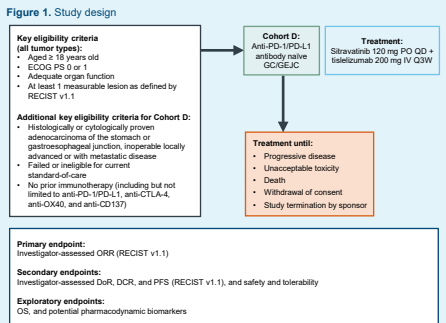 Figure 1. Study design
Key eligibility criteria
(all tumor types):
• Aged ≥ 18 years old
• ECOG PS 0 or 1
• Adequate organ function
• At least 1 measurable lesion as defined by
RECIST v1.1
Additional key eligibility criteria for Cohort D:
• Histologically or cytologically proven
adenocarcinoma of the stomach or
gastroesophageal junction, inoperable locally
advanced or with metastatic disease
• Failed or ineligible for current
standard-of-care
• No prior immunotherapy (including but not
limited to anti-PD-1/PD-L1, anti-CTLA-4,
anti-OX40, and anti-CD137)
Cohort D:
Anti-PD-1/PD-L1
antibody naïve
GC/GEJC
Treatment:
Sitravatinib 120 mg PO QD +
tislelizumab 200 mg IV Q3W
Treatment until:
• Progressive disease
• Unacceptable toxicity
• Death
• Withdrawal of consent
• Study termination by sponsor
Primary endpoint:
Investigator-assessed ORR (RECIST v1.1)
Secondary endpoints:
Investigator-assessed DoR, DCR, and PFS (RECIST v1.1), and safety and tolerability
Exploratory endpoints:
OS, and potential pharmacodynamic biomarkers